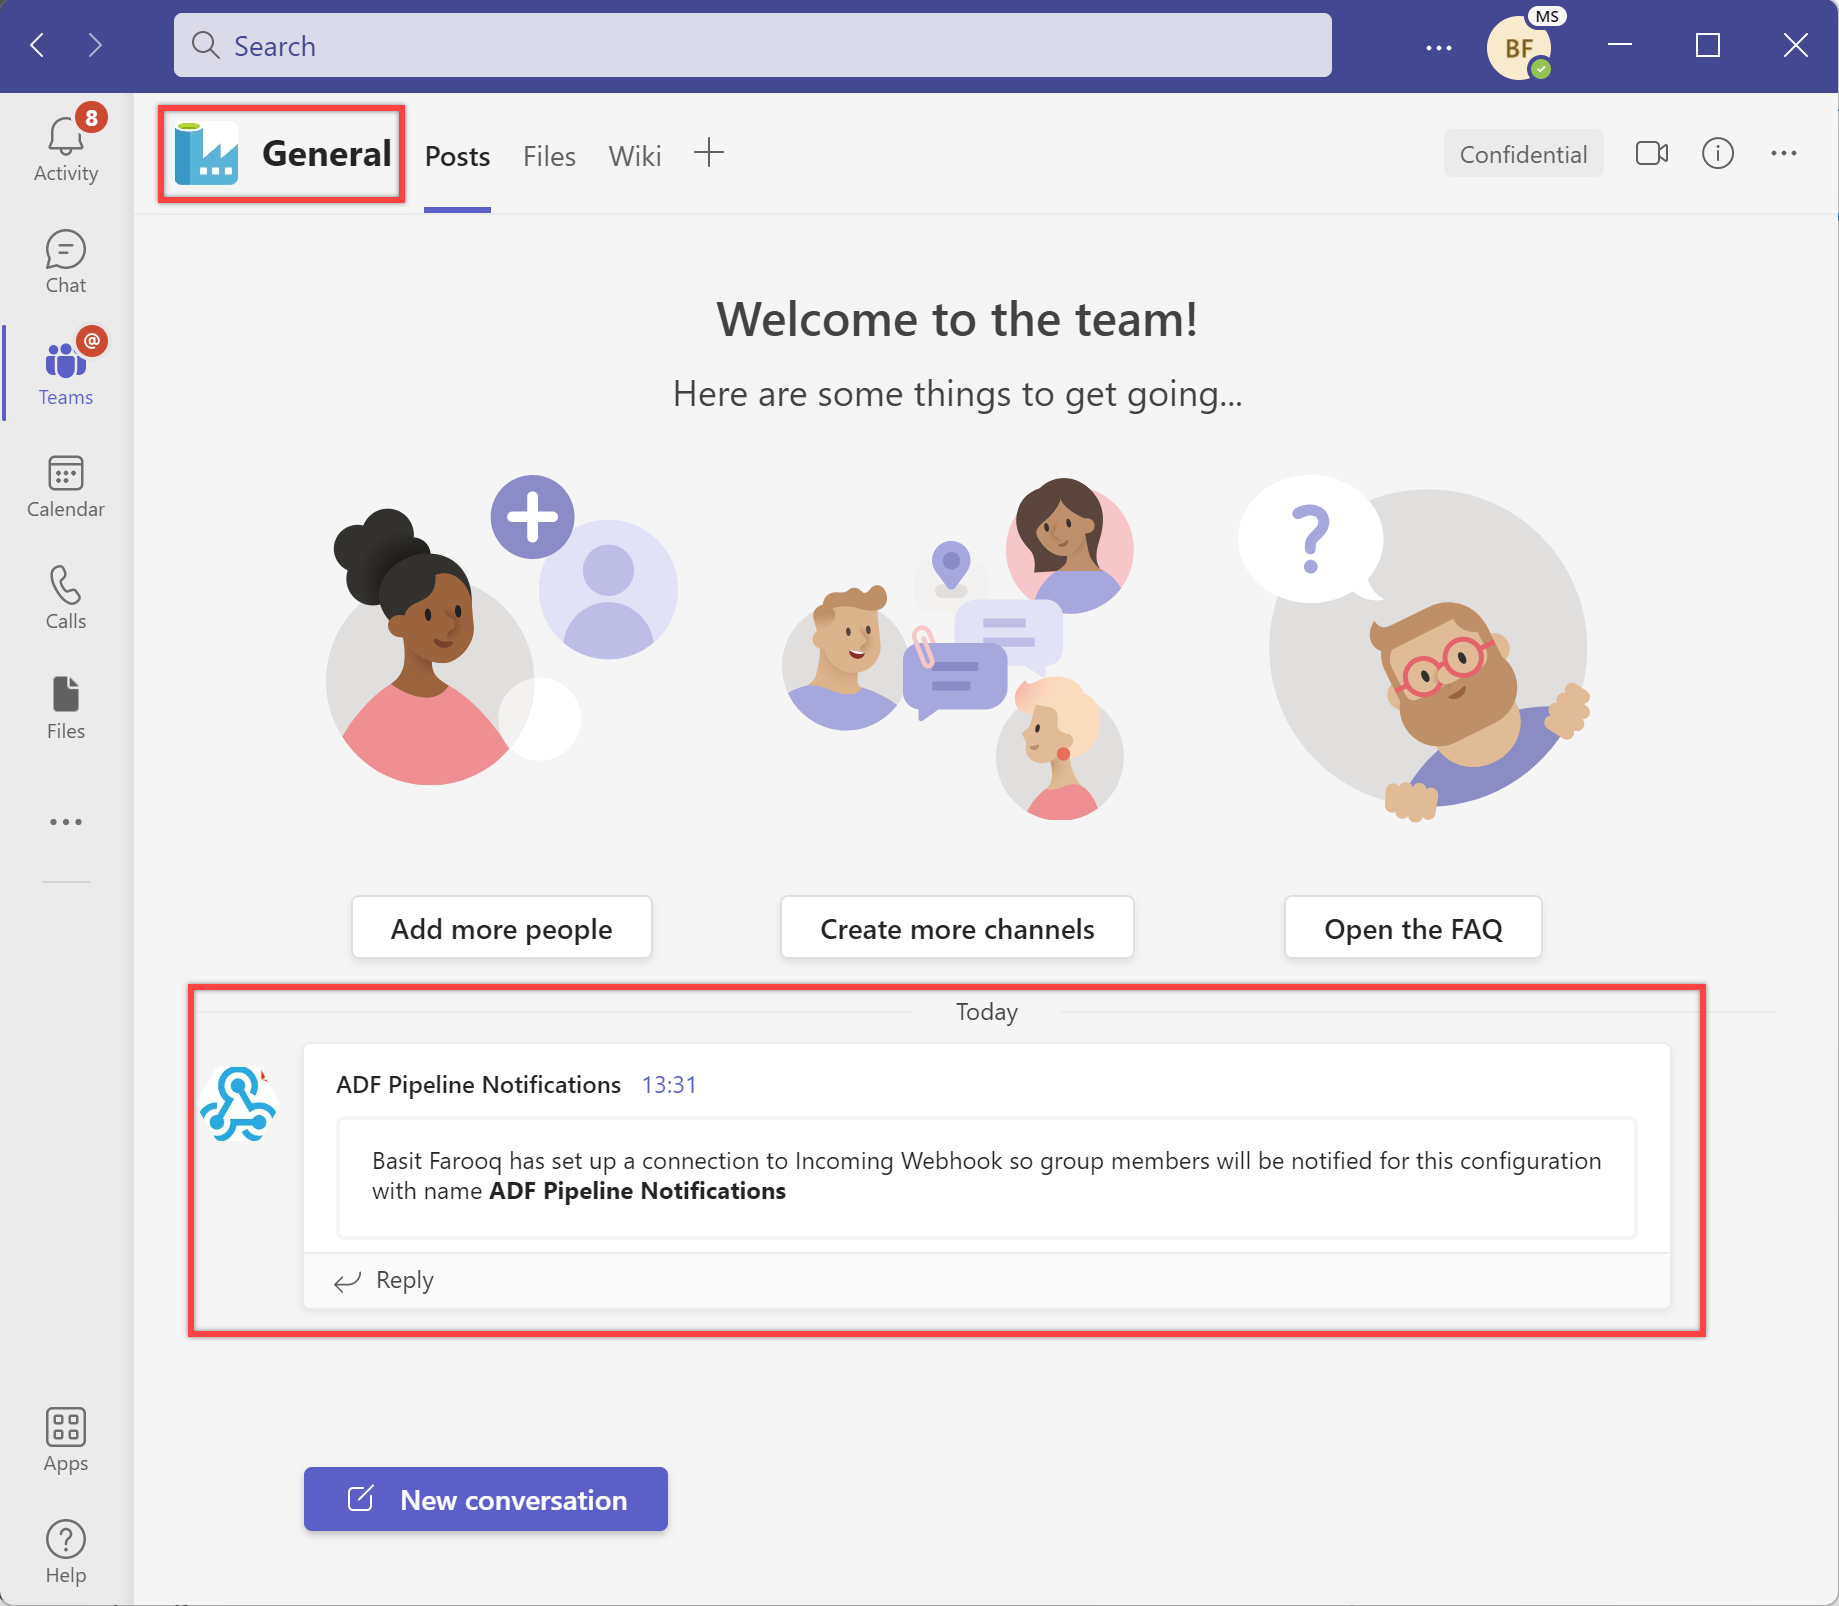 Search
MS
BF
8
Activity
Chat
@
Teams
Calendar
Calls
Files
Apps
Help
General
Posts
Files
Wiki
Confidential
Welcome to the team!
Here are some things to get going...
?
Add more people
Create more channels
Open the FAQ
Today
ADF Pipeline Notifications 13:31
Basit Farooq has set up a connection to Incoming Webhook so group members will be notified for this configuration
with name ADF Pipeline Notifications
Reply
New conversation